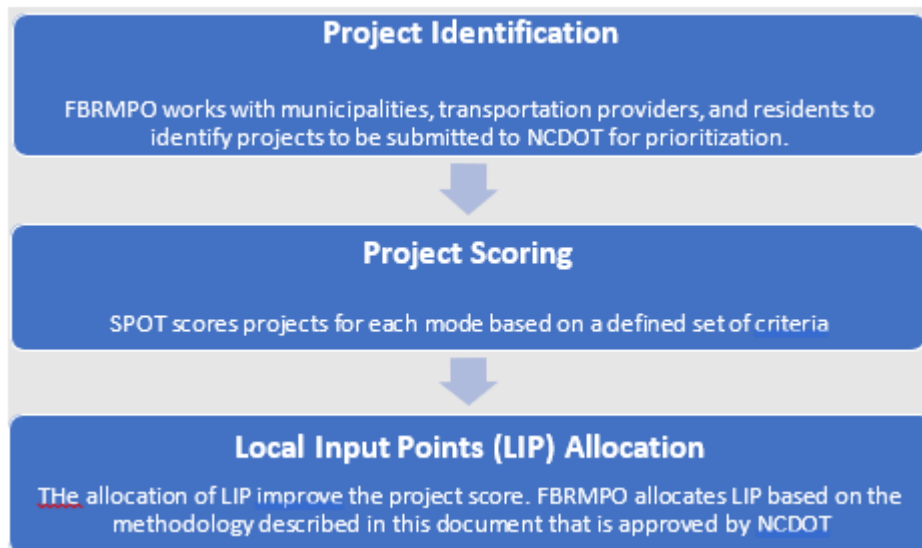 Project Identification
FBRMPO works with municipalities, transportation providers, and residents to
identify projects to be submitted to NCDOT for prioritization.
Project Scoring
SPOT scores projects for each mode based on a defined set of criteria
Local Input Points (LIP) Allocation
THe allocation of LIP improve the project score. FBRMPO allocates LIP based on the
methodology described in this document that is approved by NCDOT